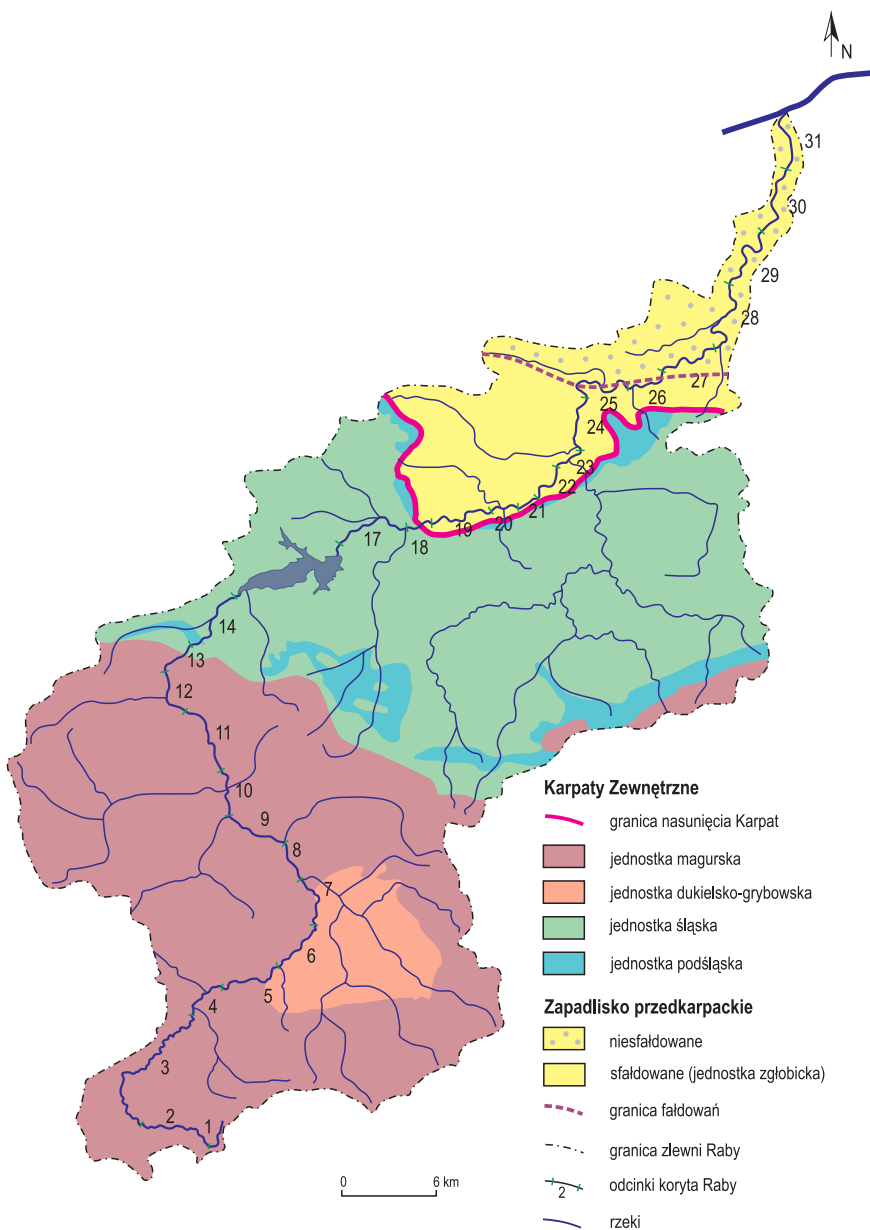 N
31
30
29
28
27
26
25
24
23
22
21
20
19
18
17
14
13
12
11
10
9
8
7
6
5
4
3
2
1
Karpaty Zewnętrzne
granica nasunięcia Karpat
jednostka magurska
jednostka dukielsko-grybowska
jednostka śląska
jednostka podśląska
Zapadlisko przedkarpackie
niesfałdowane
sfałdowane (jednostka zgłobicka)
granica fałdowań
granica zlewni Raby
2 odcinki koryta Raby
rzeki
0 6 km